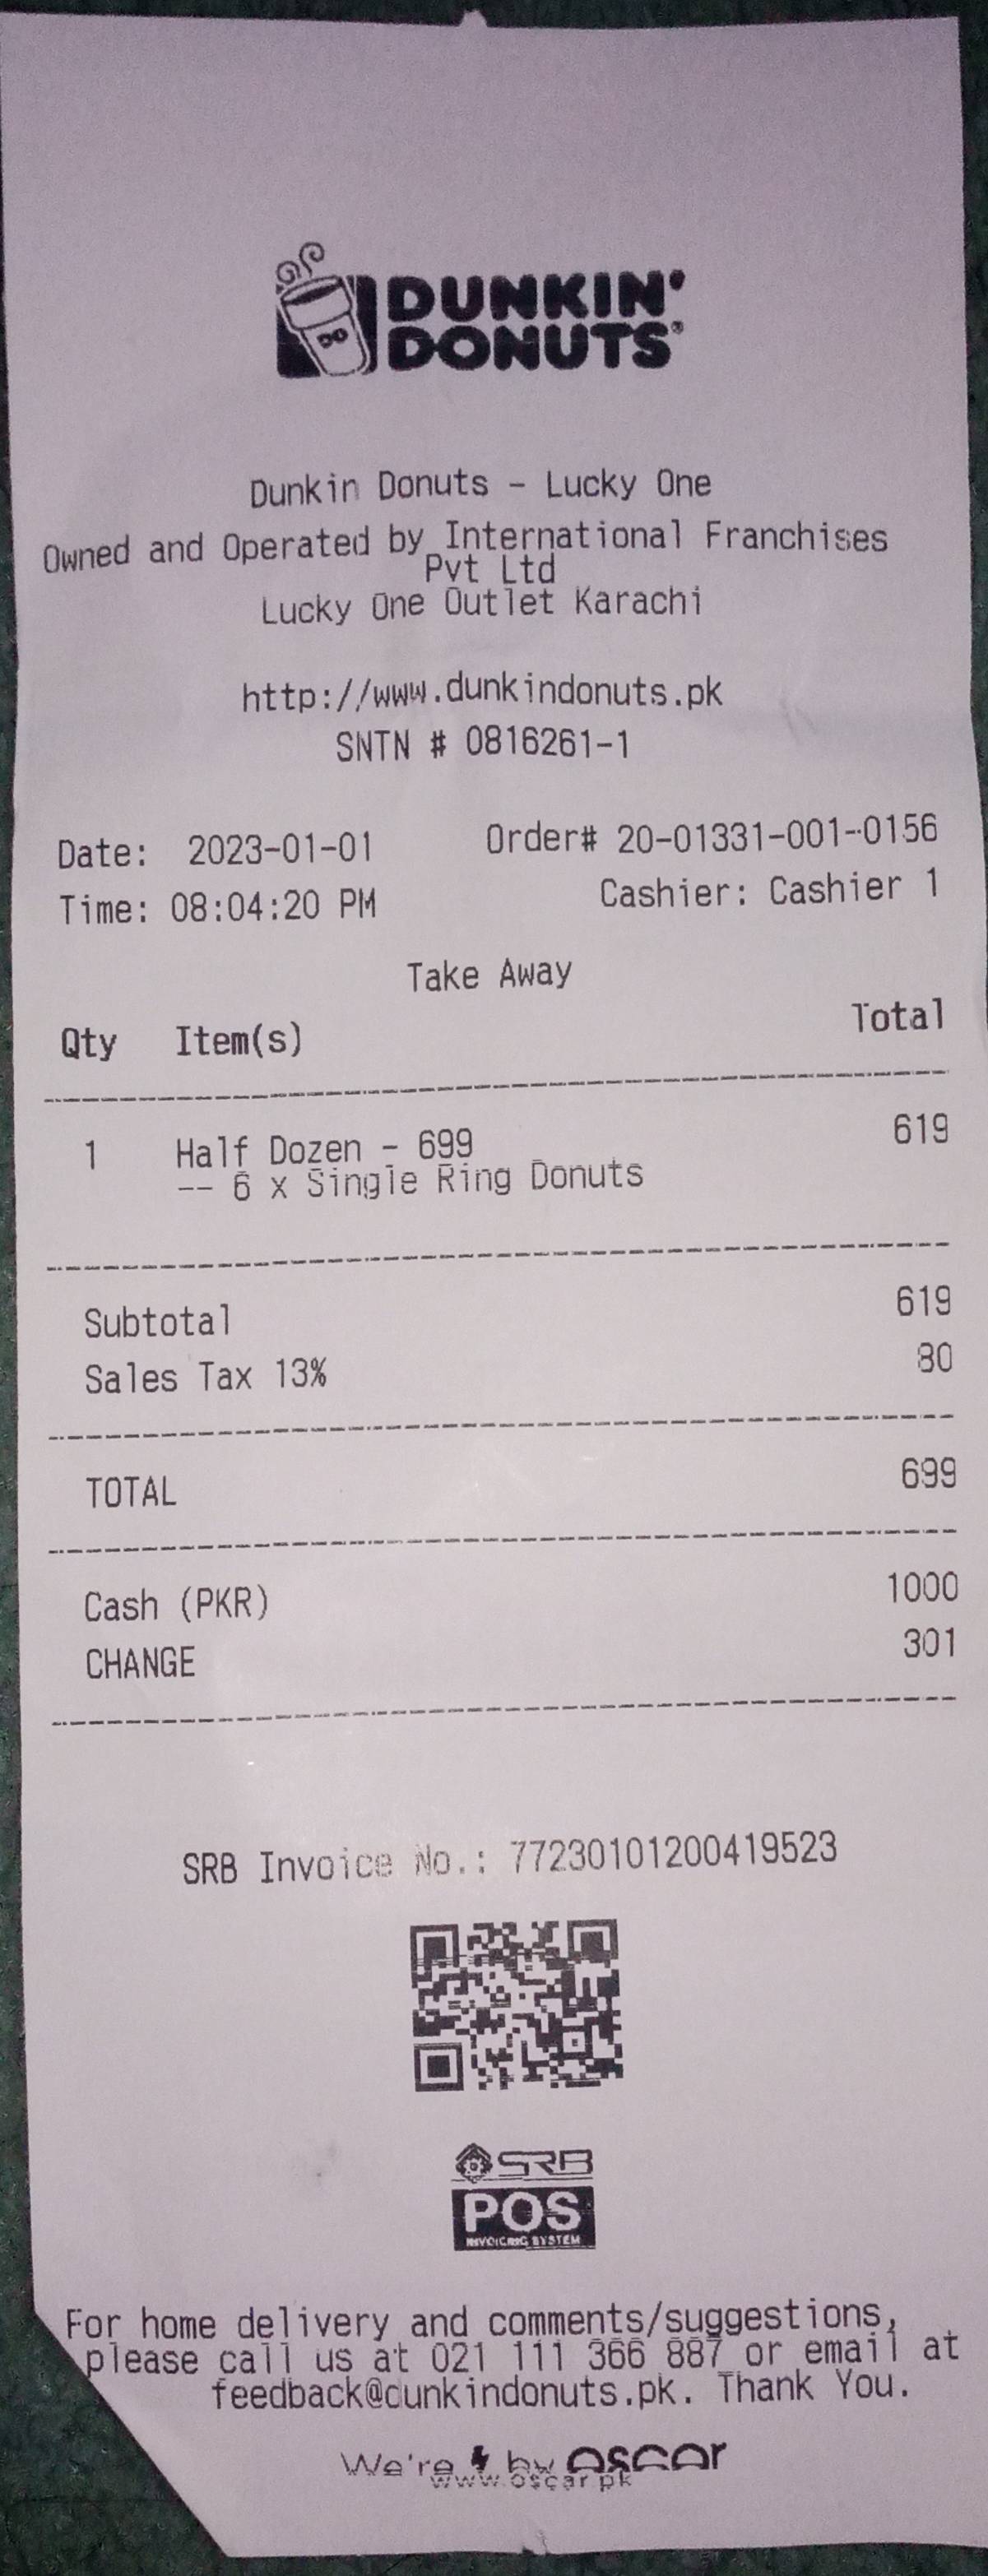 DUNKIN'
DONUTS
Dunkin Donuts - Lucky One
Owned and Operated by International Franchises
Pvt Ltd
Lucky One Outlet Karachi
http://www.dunkindonuts.pk
SNTN # 0816261-1
Date: 2023-01-01 Order# 20-01331-001-0156
Time: 08:04:20 PM Cashier: Cashier 1
Take Away
Qty Item(s) Total
1 Half Dozen - 699 619
-- 6 x Single Ring Donuts
Subtotal 619
Sales Tax 13% 80
TOTAL 699
Cash (PKR) 1000
CHANGE 301
SRB Invoice No.: 77230101200419523
SRB
POS
INVOICING SYSTEM
For home delivery and comments/suggestions,
please call us at 021 111 366 887 or email at
feedback@dunkindonuts.pk. Thank You.
We're by oscar
www.oscar.pk